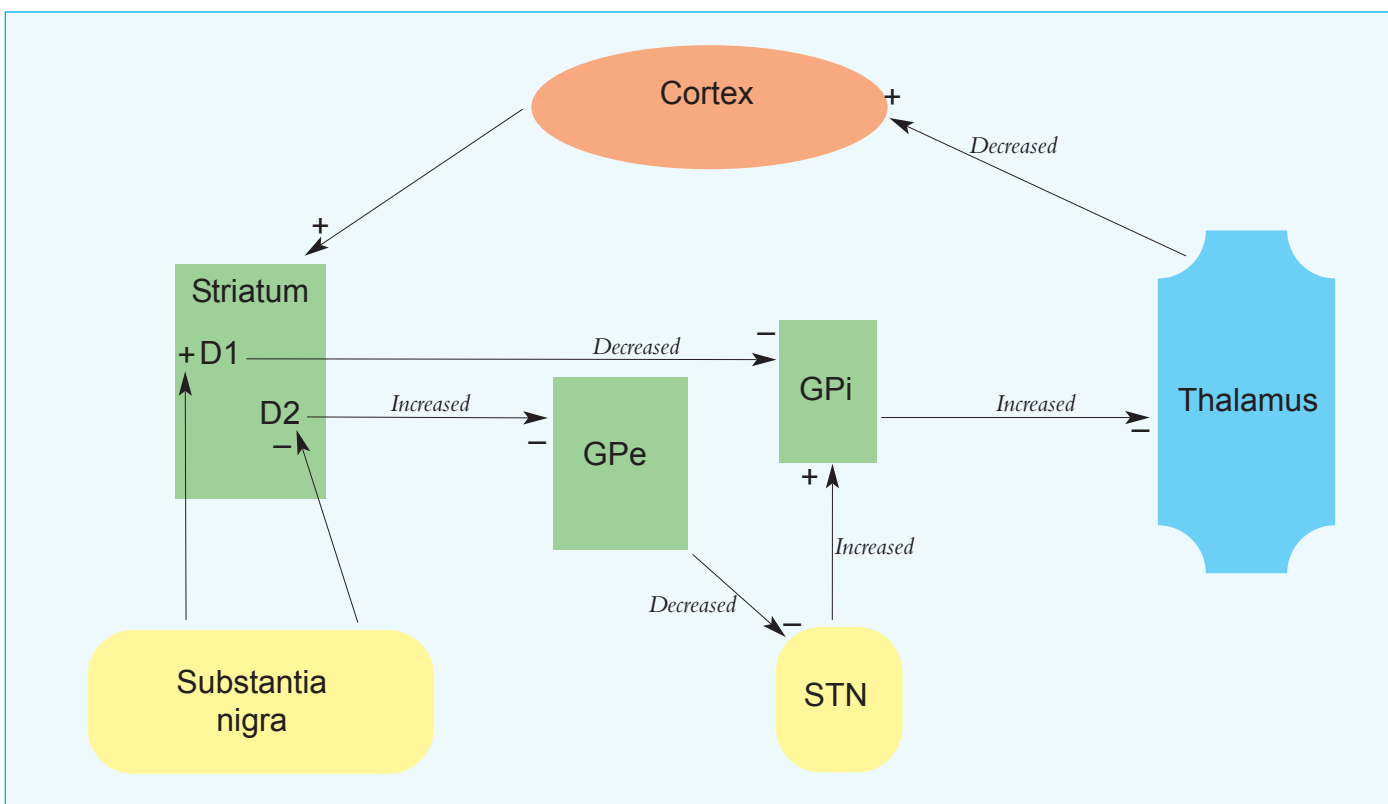 Cortex
+
Decreased
+
Striatum
+ D1
Decreased
−
GPi
D2
−
Increased
−
GPe
Increased
−
Thalamus
+
Increased
Decreased
−
Substantia
nigra
STN